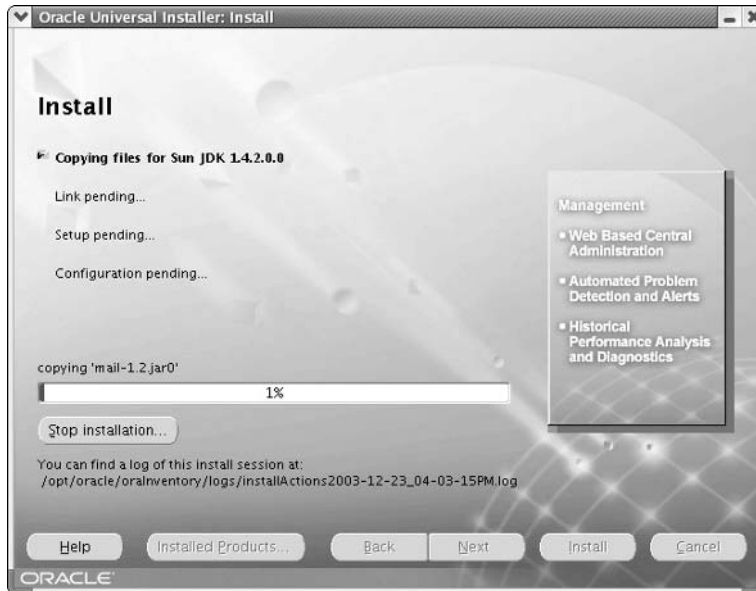 Oracle Universal Installer: Install
Install
Copying files for Sun JDK 1.4.2.0.0
Link pending...
Setup pending...
Configuration pending...
Management
Web Based Central
Administration
Automated Problem
Detection and Alerts
Historical
Performance Analysis
and Diagnostics
copying 'mail-1.2.jar0'
1%
Stop installation...
You can find a log of this install session at:
/opt/oracle/oraInventory/logs/installActions2003-12-23_04-03-15PM.log
Help
Installed Products...
Back
Next
Install
Cancel
ORACLE